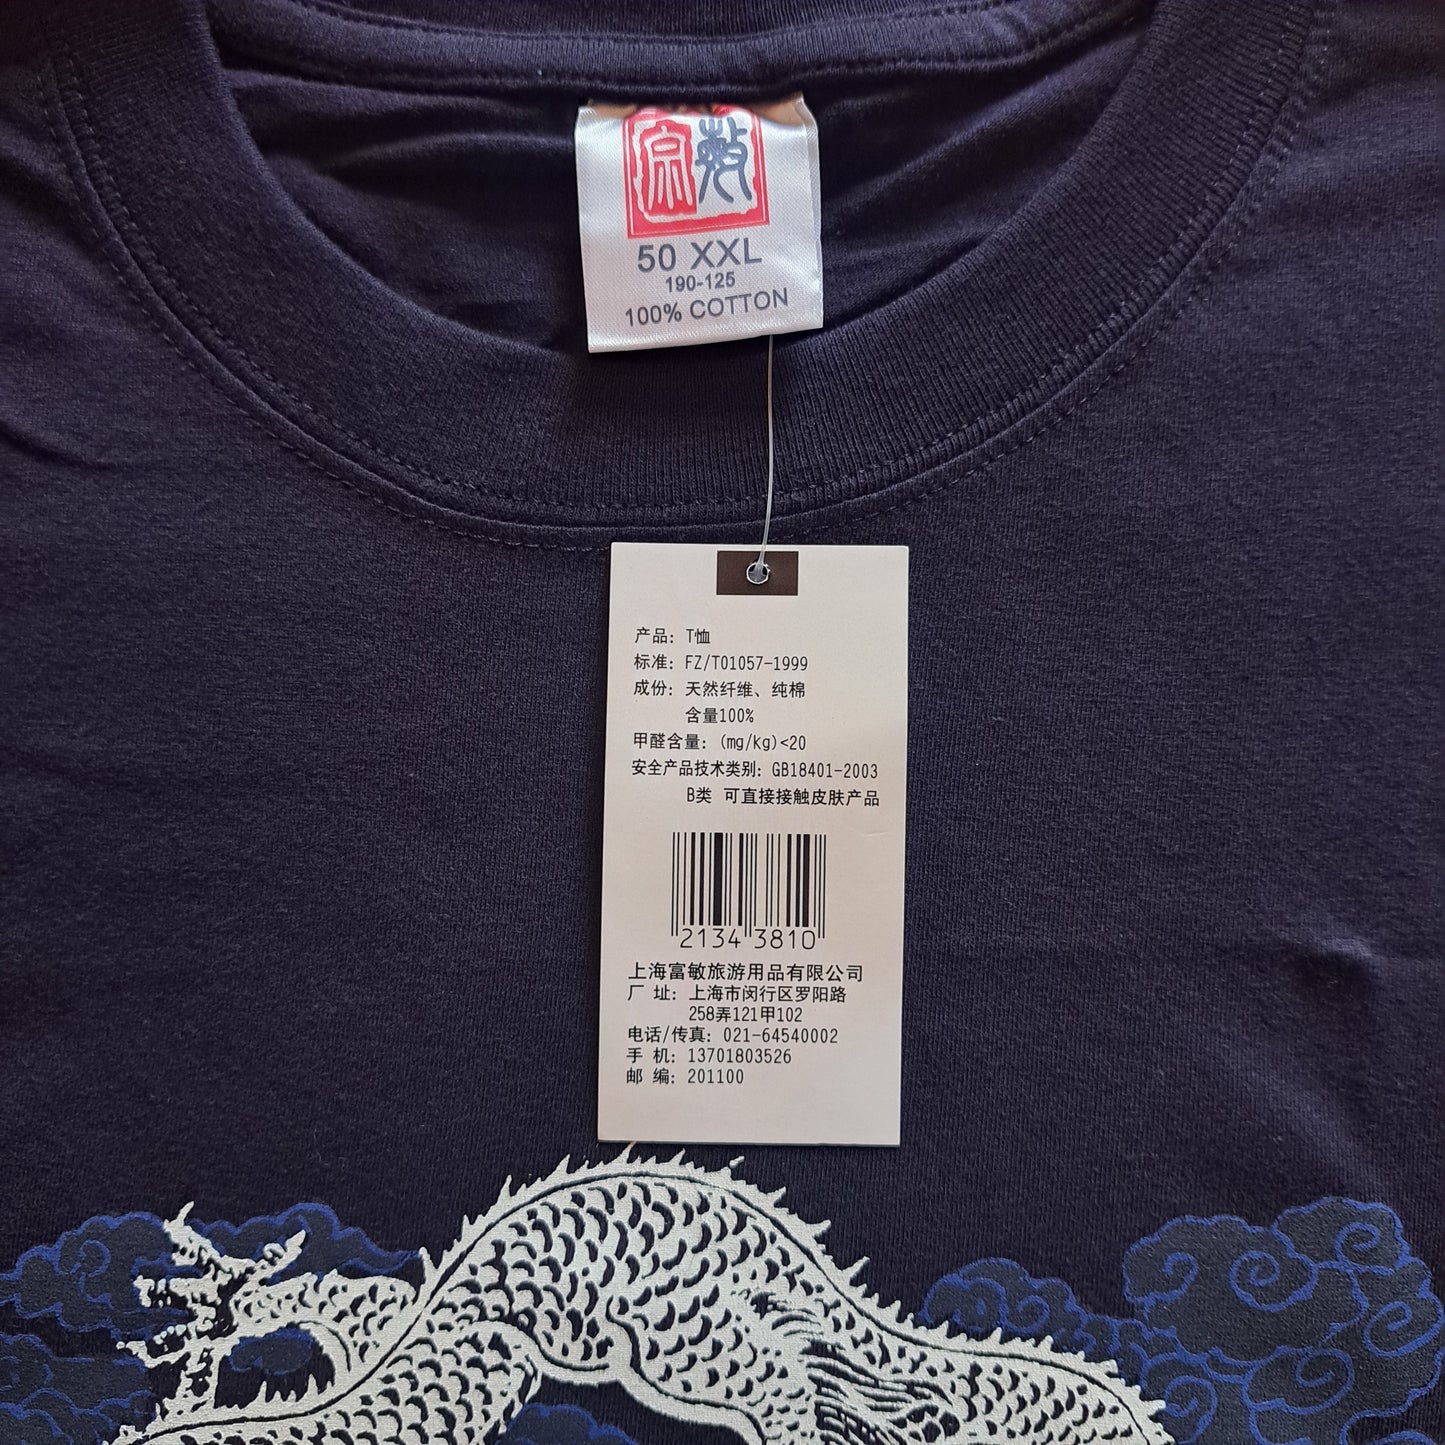 50 XXL
190-125
100% COTTON
产品: T恤
标准: FZ/T01057-1999
成份: 天然纤维、纯棉
含量100%
甲醛含量: (mg/kg)<20
安全产品技术类别: GB18401-2003
B类 可直接接触皮肤产品
2134 3810
上海富敏旅游用品有限公司
厂 址: 上海市闵行区罗阳路
258弄121甲102
电话/传真: 021-64540002
手 机: 13701803526
邮 编: 201100